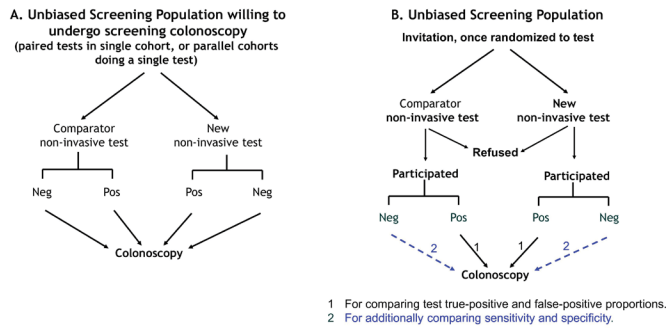 A. Unbiased Screening Population willing to
undergo screening colonoscopy
(paired tests in single cohort, or parallel cohorts
doing a single test)
Comparator
non-invasive test
New
non-invasive test
Neg
Pos
Pos
Neg
Colonoscopy
B. Unbiased Screening Population
Invitation, once randomized to test
Comparator
non-invasive test
New
non-invasive test
Refused
Participated
Participated
Neg
Pos
Pos
Neg
2
1
1
2
Colonoscopy
1 For comparing test true-positive and false-positive proportions.
2 For additionally comparing sensitivity and specificity.